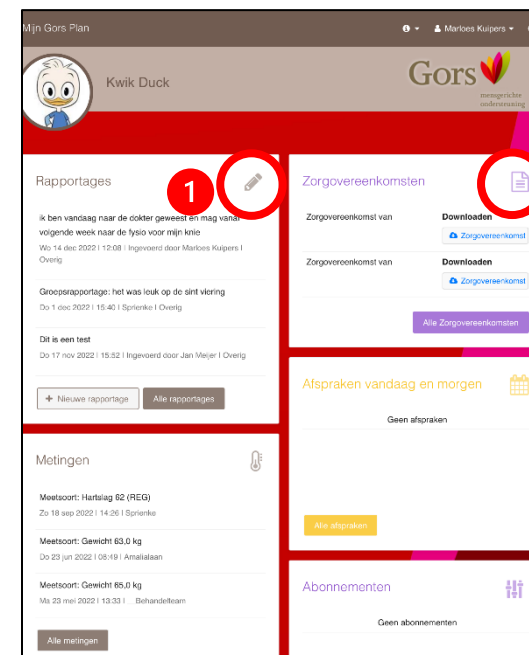 Mijn Gors Plan
Marloes Kuipers
Kwik Duck
Gors
mensgerichte
ondersteuning
Rapportages
1
ik ben vandaag naar de dokter geweest en mag vanaf
volgende week naar de fysio voor mijn knie
Wo 14 dec 2022 | 12:08 | Ingevoerd door Marloes Kuipers |
Overig
Groepsrapportage: het was leuk op de sint viering
Do 1 dec 2022 | 15:40 | Sprienke | Overig
Dit is een test
Do 17 nov 2022 | 15:52 | Ingevoerd door Jan Meijer | Overig
+ Nieuwe rapportage
Alle rapportages
Metingen
Meetsoort: Hartslag 62 (REG)
Zo 18 sep 2022 | 14:26 | Sprienke
Meetsoort: Gewicht 63,0 kg
Do 23 jun 2022 | 08:49 | Amalialaan
Meetsoort: Gewicht 65,0 kg
Ma 23 mei 2022 | 13:33 | ... Behandelteam
Alle metingen
Zorgovereenkomsten
Zorgovereenkomst van
Downloaden
Zorgovereenkomst
Zorgovereenkomst van
Downloaden
Zorgovereenkomst
Alle Zorgovereenkomsten
Afspraken vandaag en morgen
Geen afspraken
Alle afspraken
Abonnementen
Geen abonnementen